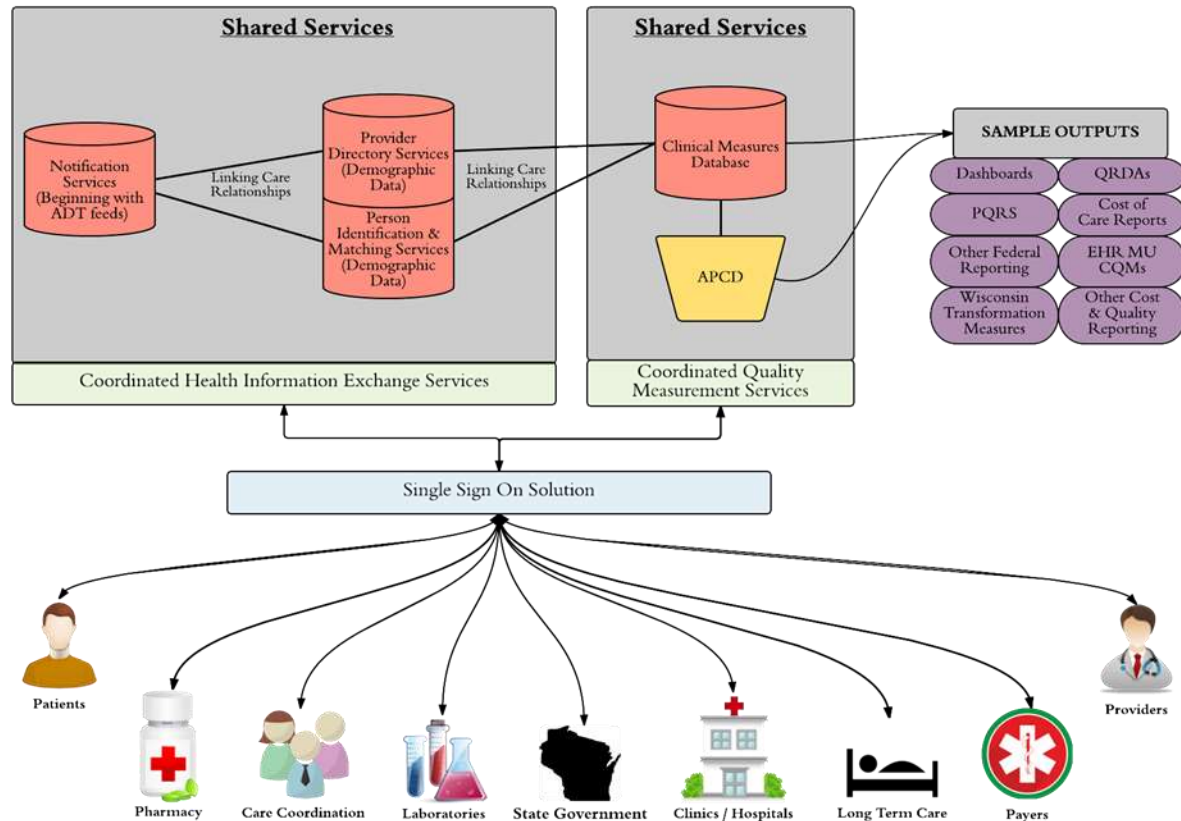 Shared Services
Notification
Services
(Beginning with
ADT feeds)
Linking Care
Relationships
Provider
Directory Services
(Demographic
Data)
Person
Identification &
Matching Services
(Demographic
Data)
Linking Care
Relationships
Coordinated Health Information Exchange Services
Shared Services
Clinical Measures
Database
APCD
Coordinated Quality
Measurement Services
SAMPLE OUTPUTS
Dashboards
QRDAs
PQRS
Cost of
Care Reports
Other Federal
Reporting
EHR MU
CQMs
Wisconsin
Transformation
Measures
Other Cost
& Quality
Reporting
Single Sign On Solution
Patients
Providers
Pharmacy
Care Coordination
Laboratories
State Government
Clinics / Hospitals
Long Term Care
Payers